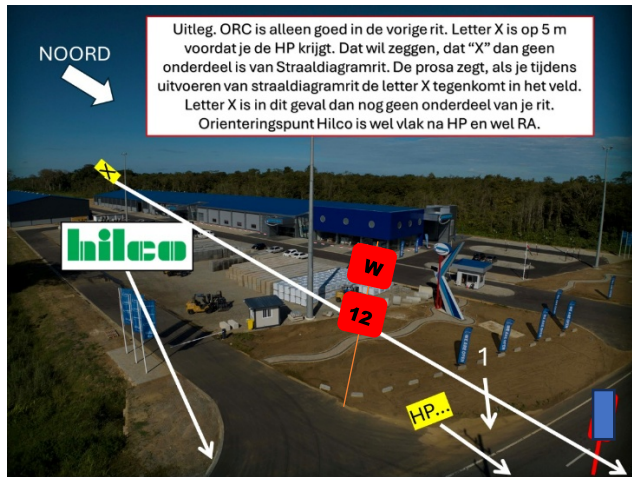 Uitleg. ORC is alleen goed in de vorige rit. Letter X is op 5 m
voordat je de HP krijgt. Dat wil zeggen, dat “X” dan geen
onderdeel is van Straaldiagramrit. De prosa zegt, als je tijdens
uitvoeren van straaldiagramrit de letter X tegenkomt in het veld.
Letter X is in dit geval dan nog geen onderdeel van je rit.
Orienteringspunt Hilco is wel vlak na HP en wel RA.
NOORD
X
hilco
W
12
1
HP...